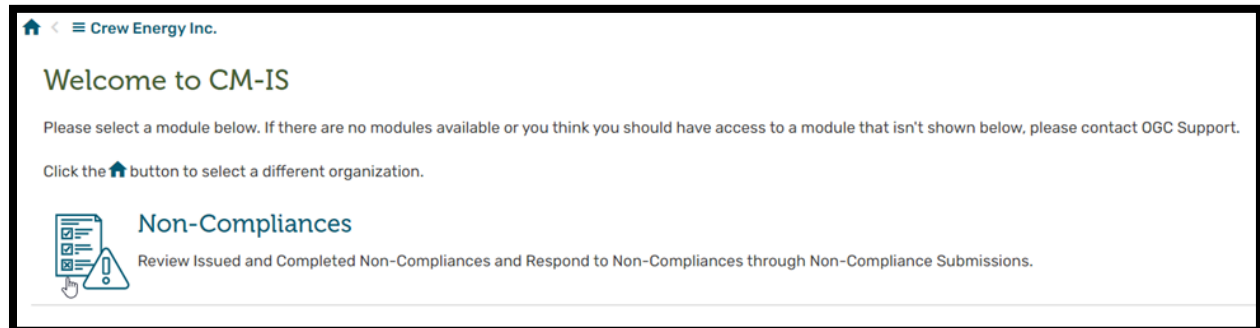 Crew Energy Inc.
Welcome to CM-IS
Please select a module below. If there are no modules available or you think you should have access to a module that isn't shown below, please contact OGC Support.
Click the button to select a different organization.
Non-Compliances
Review Issued and Completed Non-Compliances and Respond to Non-Compliances through Non-Compliance Submissions.